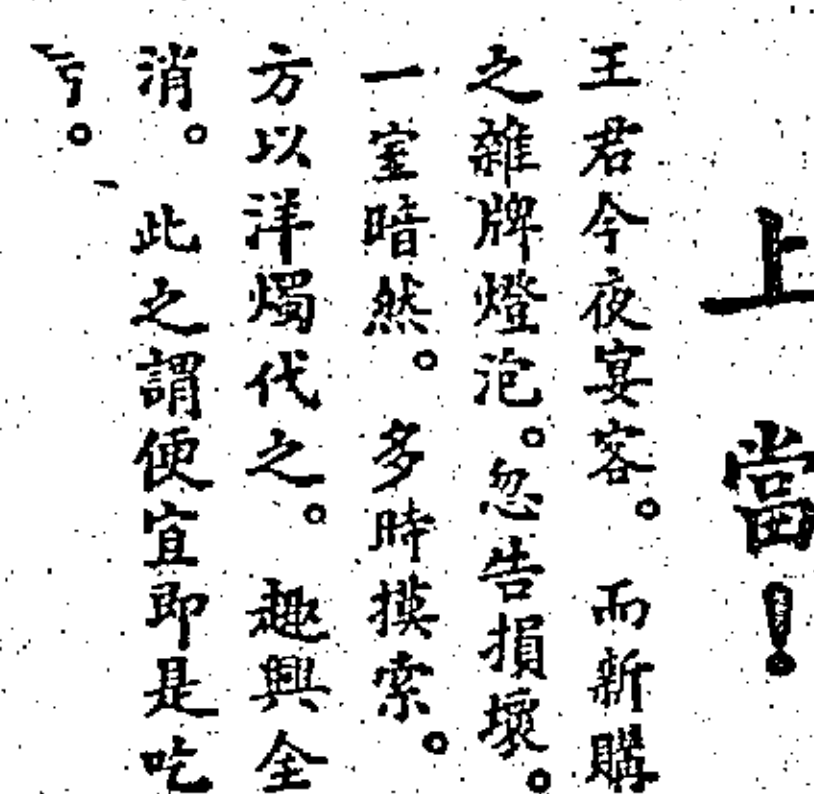 上當！
王君今夜宴客。而新購
之雜牌燈泡。忽告損壞。
一室暗然。多時摸索。
方以洋燭代之。趣興全
消。此之謂便宜即是吃
亏。